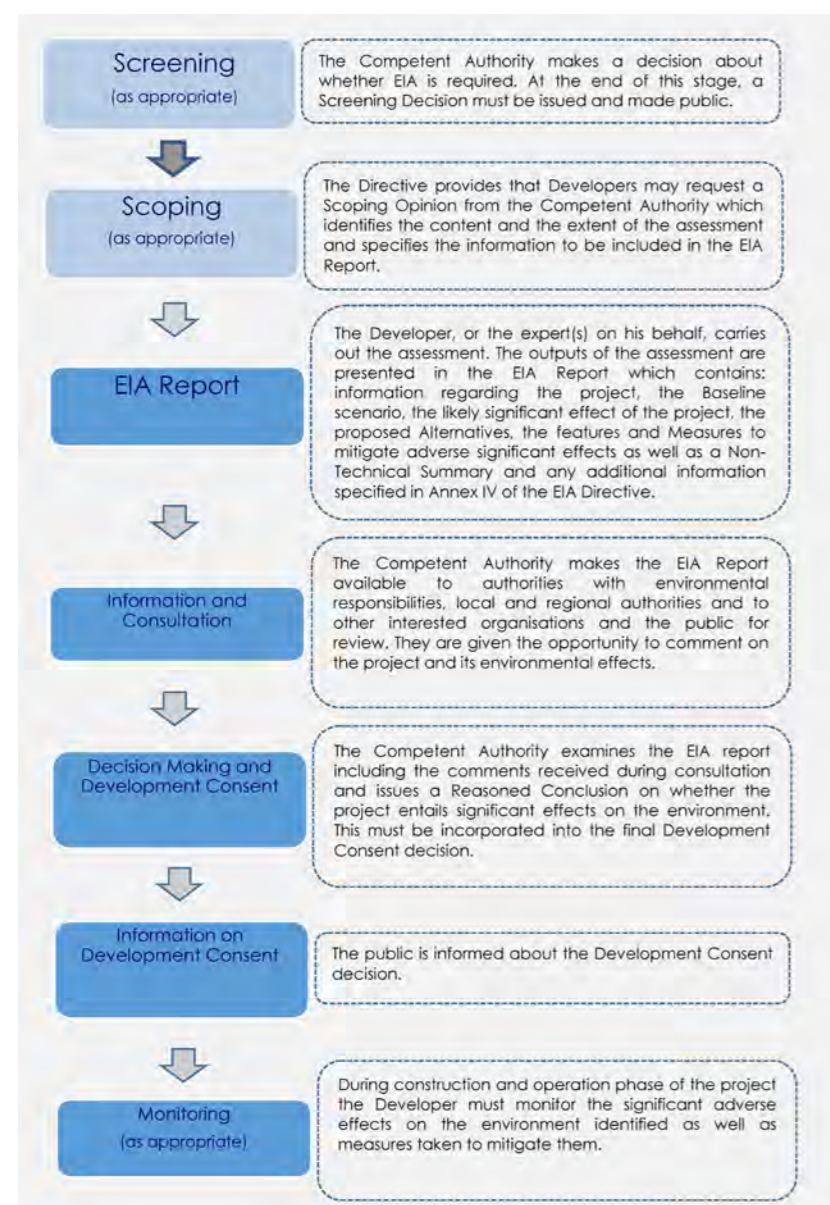 Screening
(as appropriate)
The Competent Authority makes a decision about
whether EIA is required. At the end of this stage, a
Screening Decision must be issued and made public.
Scoping
(as appropriate)
The Directive provides that Developers may request a
Scoping Opinion from the Competent Authority which
identifies the content and the extent of the assessment
and specifies the information to be included in the EIA
Report.
EIA Report
The Developer, or the expert(s) on his behalf, carries
out the assessment. The outputs of the assessment are
presented in the EIA Report which contains:
information regarding the project, the Baseline
scenario, the likely significant effect of the project, the
proposed Alternatives, the features and Measures to
mitigate adverse significant effects as well as a Non-
Technical Summary and any additional information
specified in Annex IV of the EIA Directive.
Information and
Consultation
The Competent Authority makes the EIA Report
available to authorities with environmental
responsibilities, local and regional authorities and to
other interested organisations and the public for
review. They are given the opportunity to comment on
the project and its environmental effects.
Decision Making and
Development Consent
The Competent Authority examines the EIA report
including the comments received during consultation
and issues a Reasoned Conclusion on whether the
project entails significant effects on the environment.
This must be incorporated into the final Development
Consent decision.
Information on
Development Consent
The public is informed about the Development Consent
decision.
Monitoring
(as appropriate)
During construction and operation phase of the project
the Developer must monitor the significant adverse
effects on the environment identified as well as
measures taken to mitigate them.